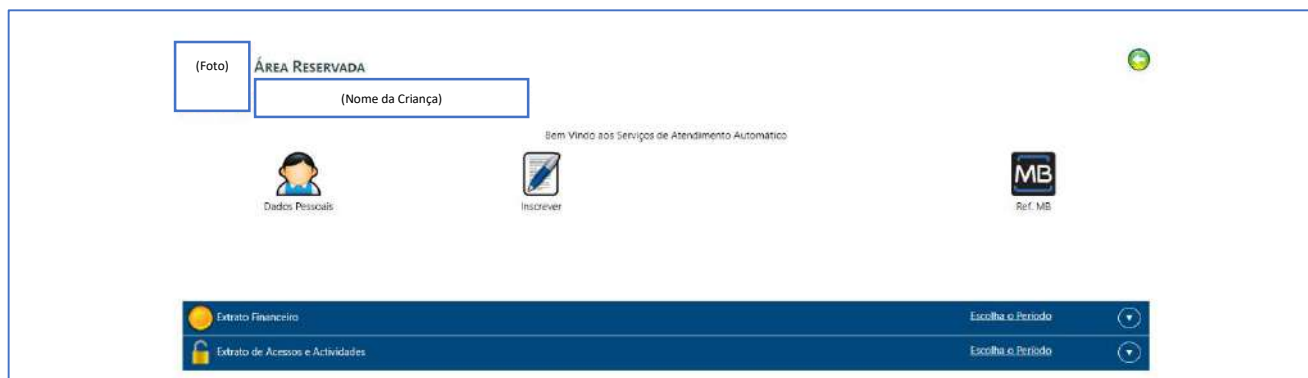 (Foto)
ÁREA RESERVADA
(Nome da Criança)
Bem Vindo aos Serviços de Atendimento Automático
MB
Dados Pessoais
Inscrever
Ref. MB
Extrato Financeiro Escolha o Período
Extrato de Acessos e Actividades Escolha o Período